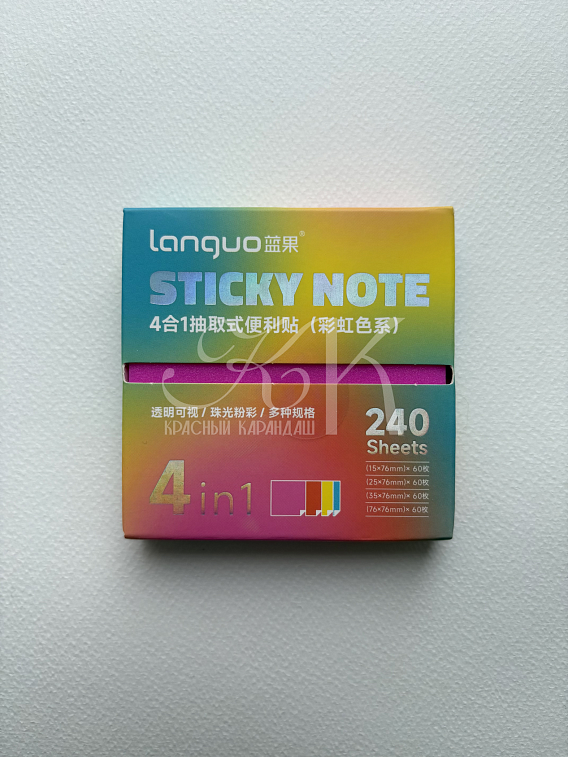 Languo蓝果®
STICKY NOTE
4合1抽取式便利贴（彩虹色系）
КК
透明可视 / 珠光粉彩 / 多种规格
КРАСНЫЙ КАРАНДАШ
240
Sheets
4in1
(15×76mm)× 60枚
(25×76mm)× 60枚
(35×76mm)× 60枚
(76×76mm)× 60枚